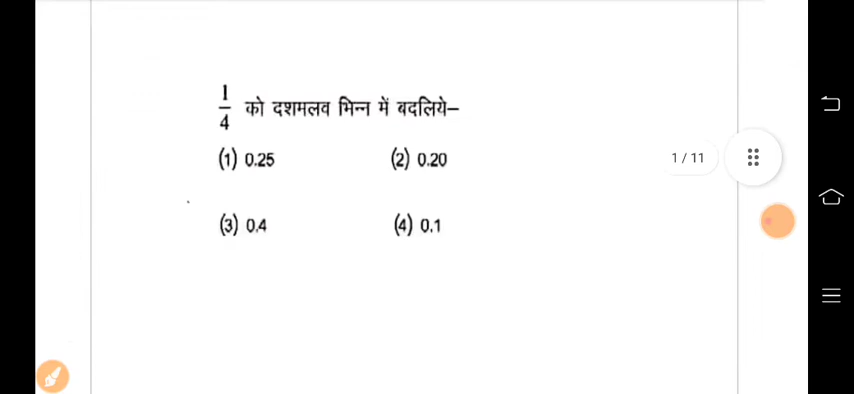 1/4 को दशमलव भिन्न में बदलिये–
(1) 0.25 (2) 0.20
1 / 11
(3) 0.4 (4) 0.1